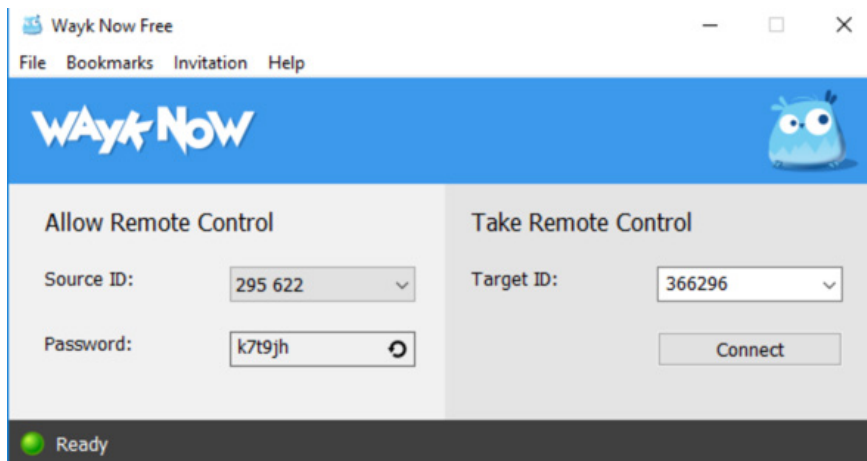 Wayk Now Free
File Bookmarks Invitation Help
WAyk NoW
Allow Remote Control
Take Remote Control
Source ID: 295 622
Target ID: 366296
Password: k7t9jh
Connect
Ready